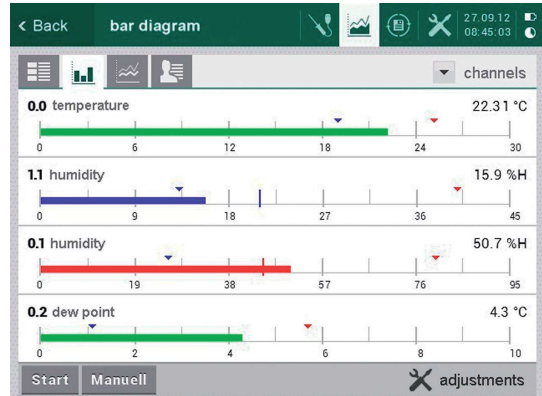 < Back bar diagram 27.09.12
08:45:03
channels
0.0 temperature 22.31 °C
0 6 12 18 24 30
1.1 humidity 15.9 %H
0 9 18 27 36 45
0.1 humidity 50.7 %H
0 19 38 57 76 95
0.2 dew point 4.3 °C
0 2 4 6 8 10
Start Manuell adjustments